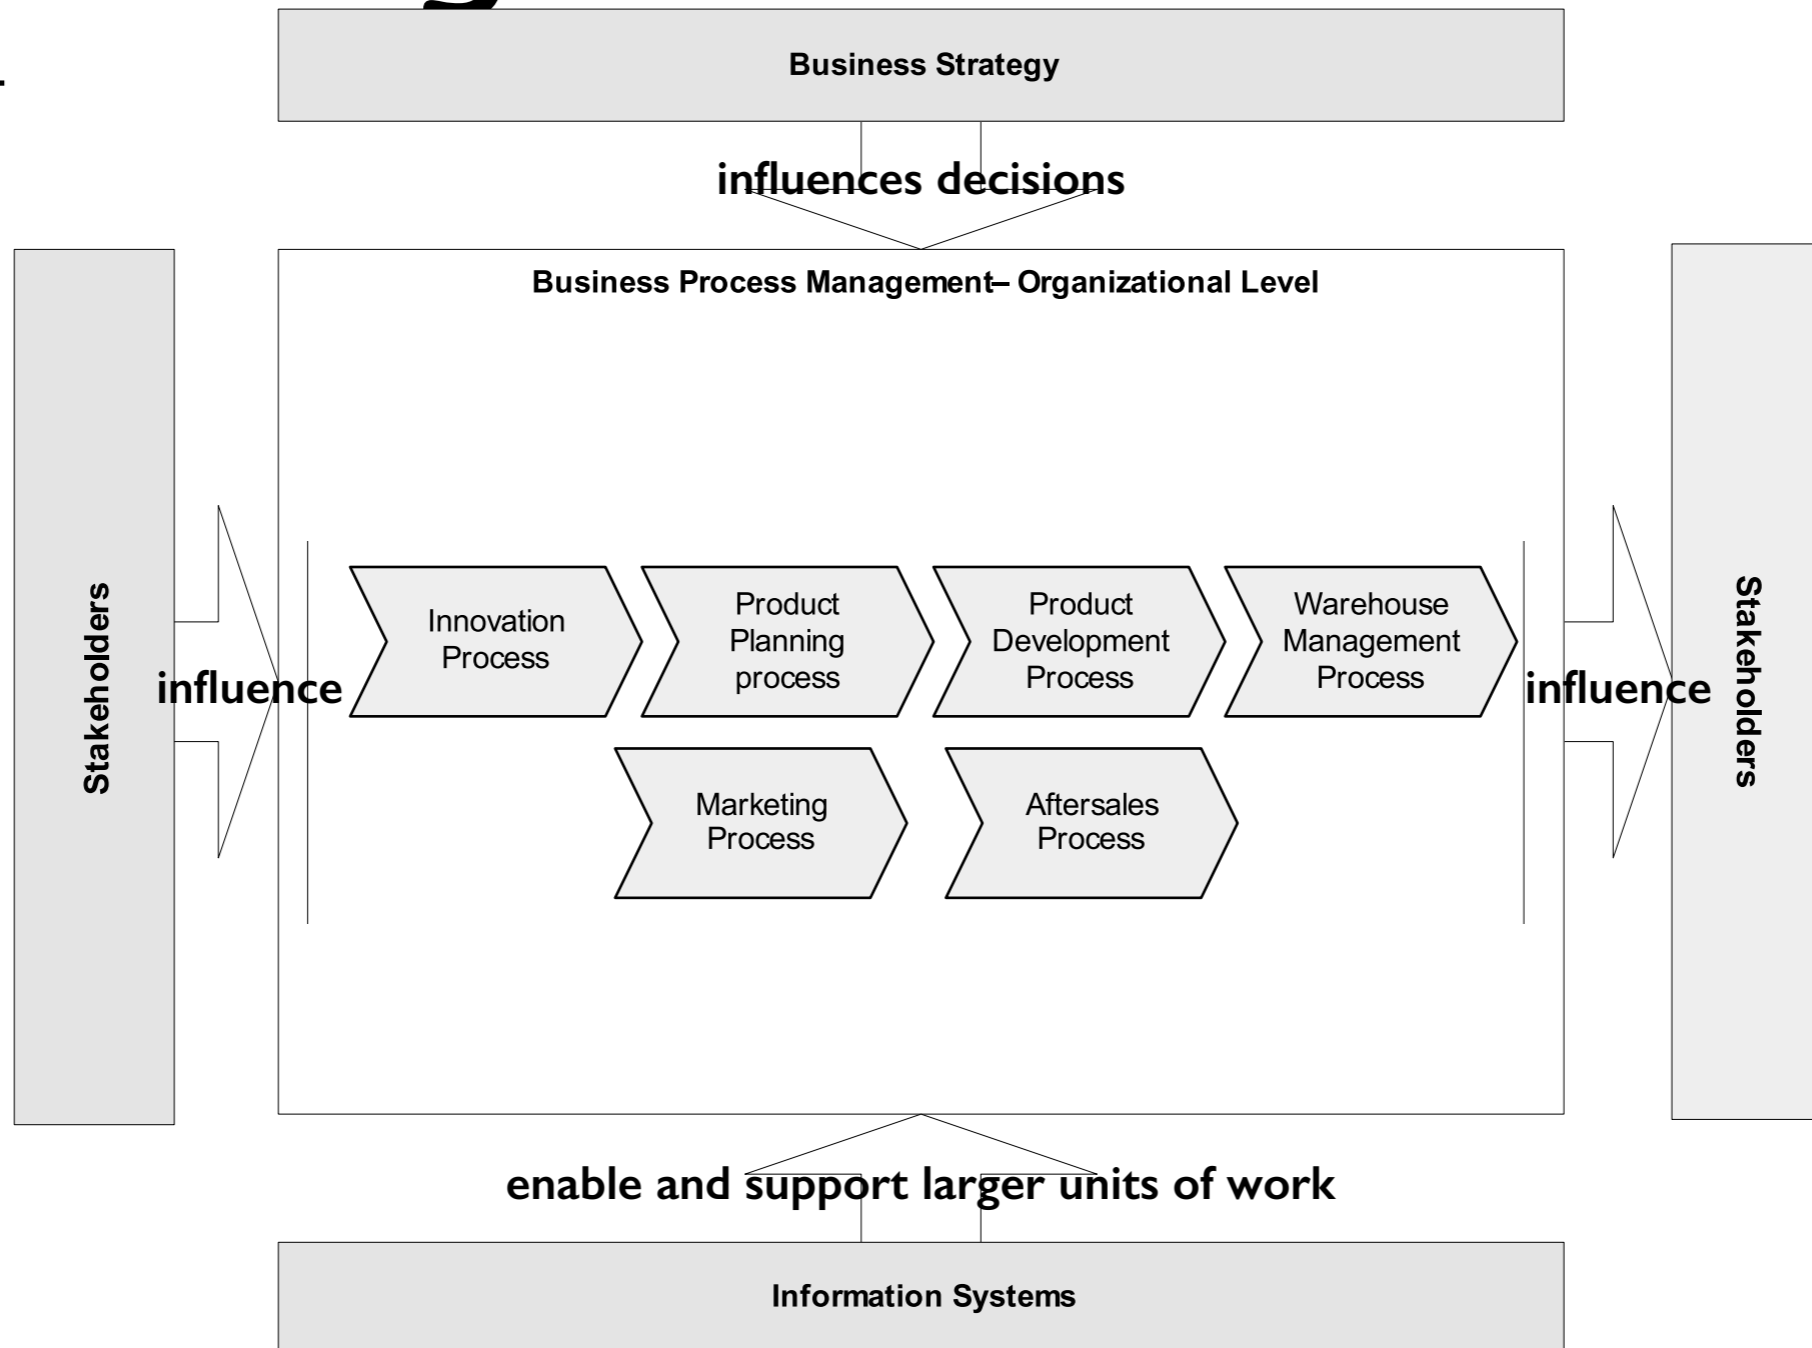 Business Strategy
influences decisions
Business Process Management– Organizational Level
Stakeholders
influence
Innovation
Process
Product
Planning
process
Product
Development
Process
Warehouse
Management
Process
influence
Stakeholders
Marketing
Process
Aftersales
Process
enable and support larger units of work
Information Systems